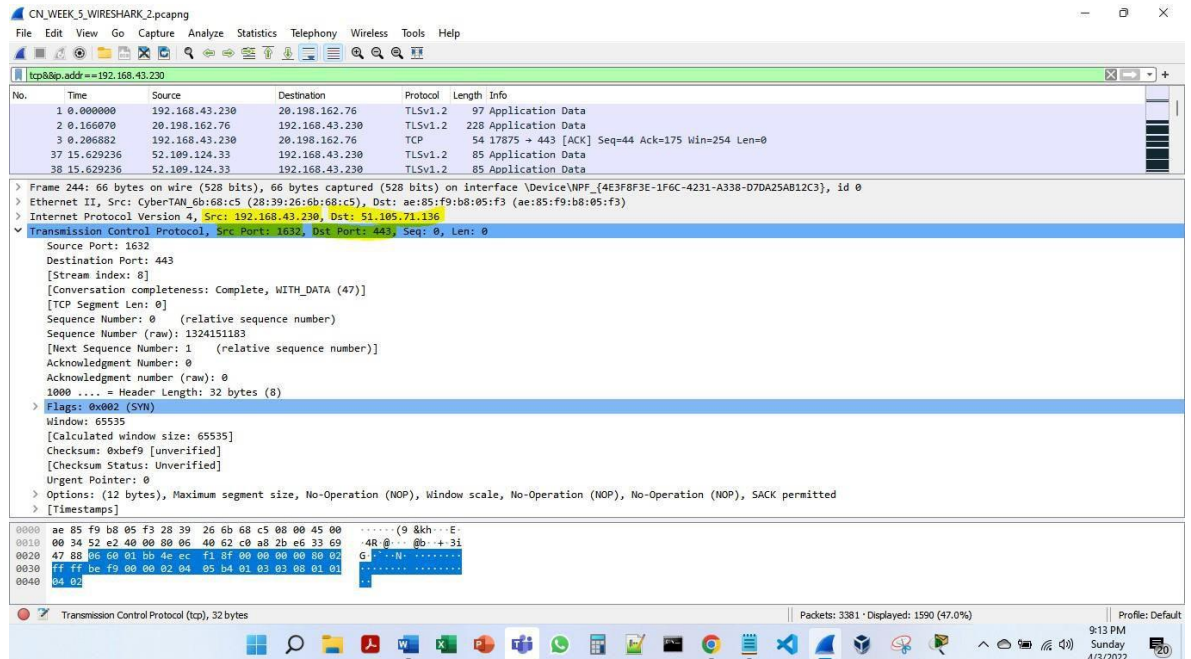 CN_WEEK_5_WIRESHARK_2.pcapng
File Edit View Go Capture Analyze Statistics Telephony Wireless Tools Help
tcp&&ip.addr==192.168.43.230
No. Time Source Destination Protocol Length Info
1 0.000000 192.168.43.230 20.198.162.76 TLSv1.2 97 Application Data
2 0.166070 20.198.162.76 192.168.43.230 TLSv1.2 228 Application Data
3 0.206882 192.168.43.230 20.198.162.76 TCP 54 17875 → 443 [ACK] Seq=44 Ack=175 Win=254 Len=0
37 15.629236 52.109.124.33 192.168.43.230 TLSv1.2 85 Application Data
38 15.629236 52.109.124.33 192.168.43.230 TLSv1.2 85 Application Data
> Frame 244: 66 bytes on wire (528 bits), 66 bytes captured (528 bits) on interface \Device\NPF_{4E3F8F3E-1F6C-4231-A338-D7DA25AB12C3}, id 0
> Ethernet II, Src: CyberTAN_6b:68:c5 (28:39:26:6b:68:c5), Dst: ae:85:f9:b8:05:f3 (ae:85:f9:b8:05:f3)
> Internet Protocol Version 4, Src: 192.168.43.230, Dst: 51.105.71.136
Transmission Control Protocol, Src Port: 1632, Dst Port: 443, Seq: 0, Len: 0
Source Port: 1632
Destination Port: 443
[Stream index: 8]
[Conversation completeness: Complete, WITH_DATA (47)]
[TCP Segment Len: 0]
Sequence Number: 0 (relative sequence number)
Sequence Number (raw): 1324151183
[Next Sequence Number: 1 (relative sequence number)]
Acknowledgment Number: 0
Acknowledgment number (raw): 0
1000 .... = Header Length: 32 bytes (8)
> Flags: 0x002 (SYN)
Window: 65535
[Calculated window size: 65535]
Checksum: 0xbef9 [unverified]
[Checksum Status: Unverified]
Urgent Pointer: 0
> Options: (12 bytes), Maximum segment size, No-Operation (NOP), Window scale, No-Operation (NOP), No-Operation (NOP), SACK permitted
> [Timestamps]
0000 ae 85 f9 b8 05 f3 28 39 26 6b 68 c5 08 00 45 00 ······(9 &kh···E·
0010 00 34 52 e2 40 00 80 06 40 62 c0 a8 2b e6 33 69 ·4R·@··· @b··+·3i
0020 47 88 06 60 01 bb 4e ec f1 8f 00 00 00 00 80 02 G··`··N· ········
0030 ff ff be f9 00 00 02 04 05 b4 01 03 03 08 01 01 ········ ········
0040 04 02 ··
Transmission Control Protocol (tcp), 32 bytes Packets: 3381 · Displayed: 1590 (47.0%) Profile: Default
9:13 PM
Sunday
4/3/2022
20